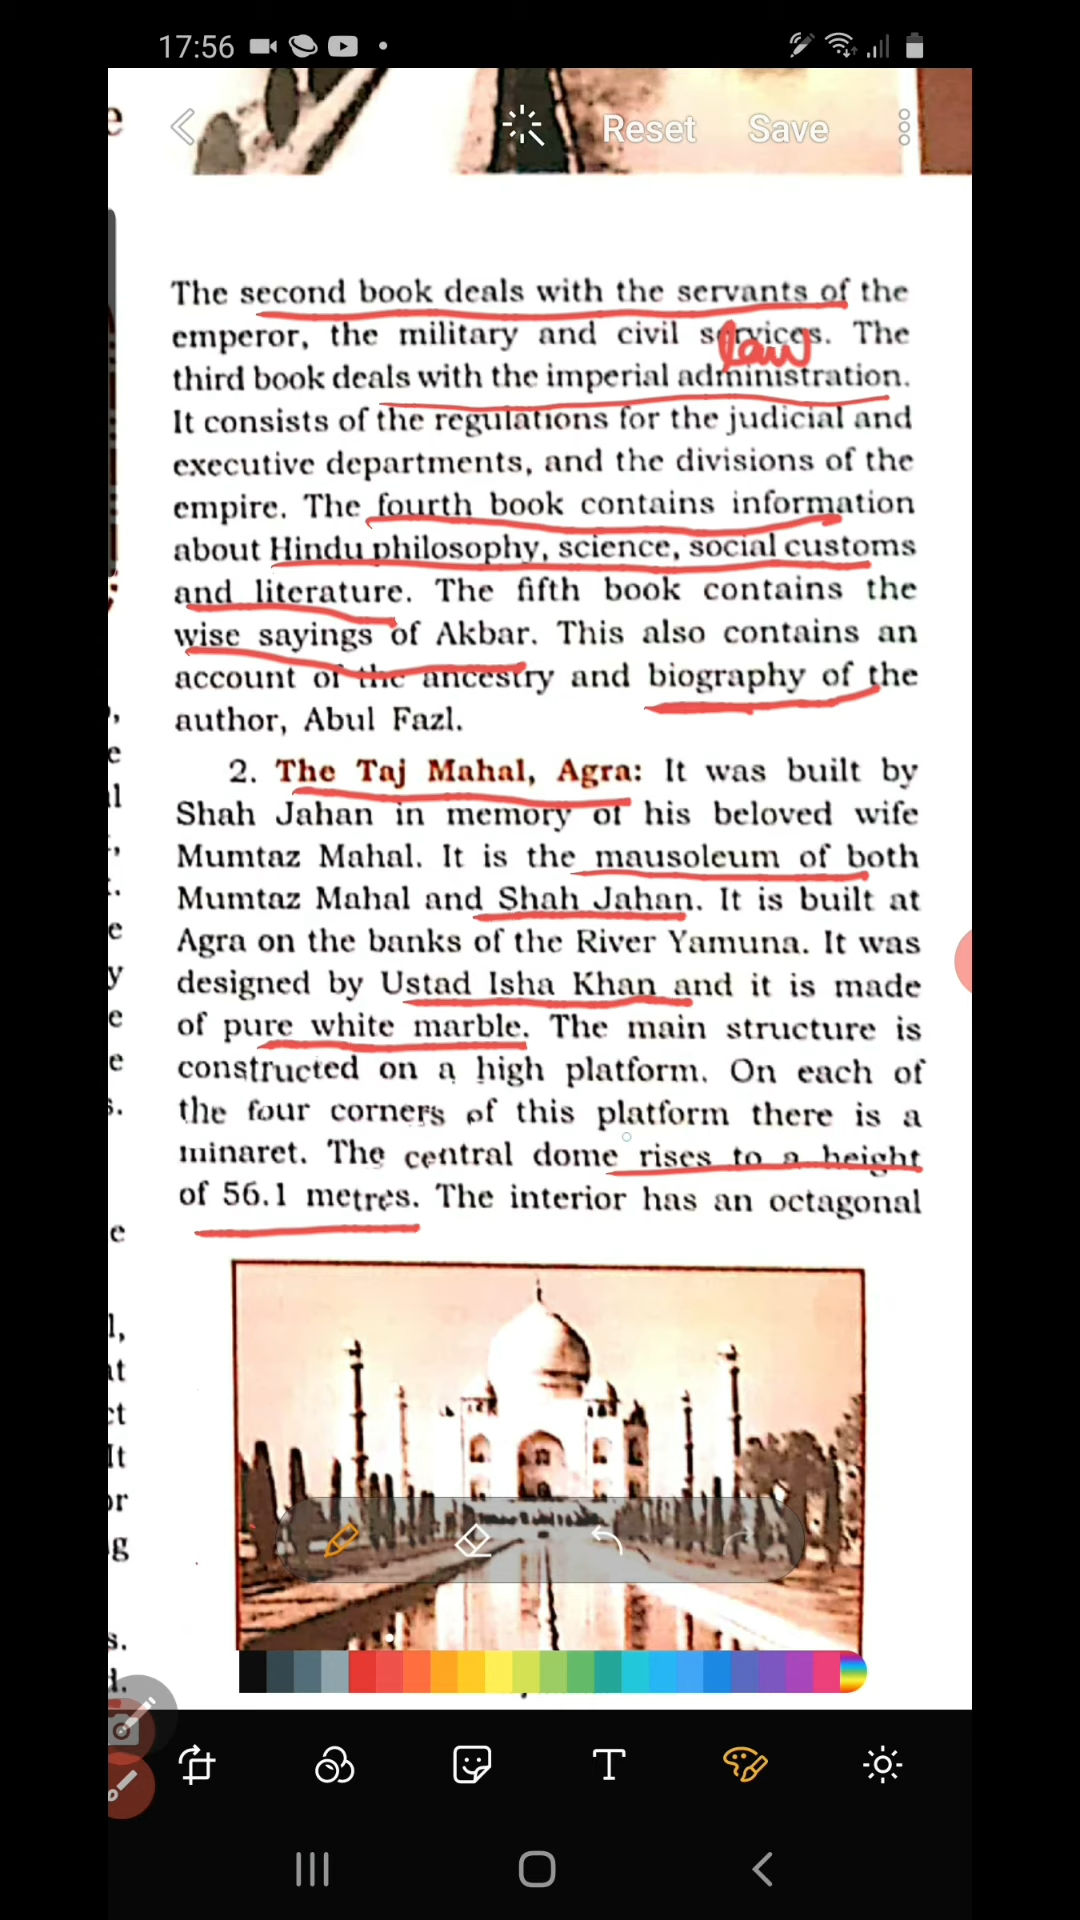 17:56
Reset Save
The second book deals with the servants of the
emperor, the military and civil services. The
law
third book deals with the imperial administration.
It consists of the regulations for the judicial and
executive departments, and the divisions of the
empire. The fourth book contains information
about Hindu philosophy, science, social customs
and literature. The fifth book contains the
wise sayings of Akbar. This also contains an
account of the ancestry and biography of the
author, Abul Fazl.
2. The Taj Mahal, Agra: It was built by
Shah Jahan in memory of his beloved wife
Mumtaz Mahal. It is the mausoleum of both
Mumtaz Mahal and Shah Jahan. It is built at
Agra on the banks of the River Yamuna. It was
designed by Ustad Isha Khan and it is made
of pure white marble. The main structure is
constructed on a high platform. On each of
the four corners of this platform there is a
minaret. The central dome rises to a height
of 56.1 metres. The interior has an octagonal
T